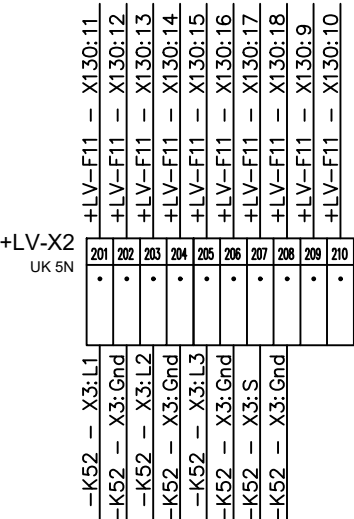 +LV-F11 - X130:11
+LV-F11 - X130:12
+LV-F11 - X130:13
+LV-F11 - X130:14
+LV-F11 - X130:15
+LV-F11 - X130:16
+LV-F11 - X130:17
+LV-F11 - X130:18
+LV-F11 - X130:9
+LV-F11 - X130:10
+LV-X2
UK 5N
201 202 203 204 205 206 207 208 209 210
-K52 - X3:L1
-K52 - X3:Gnd
-K52 - X3:L2
-K52 - X3:Gnd
-K52 - X3:L3
-K52 - X3:Gnd
-K52 - X3:S
-K52 - X3:Gnd